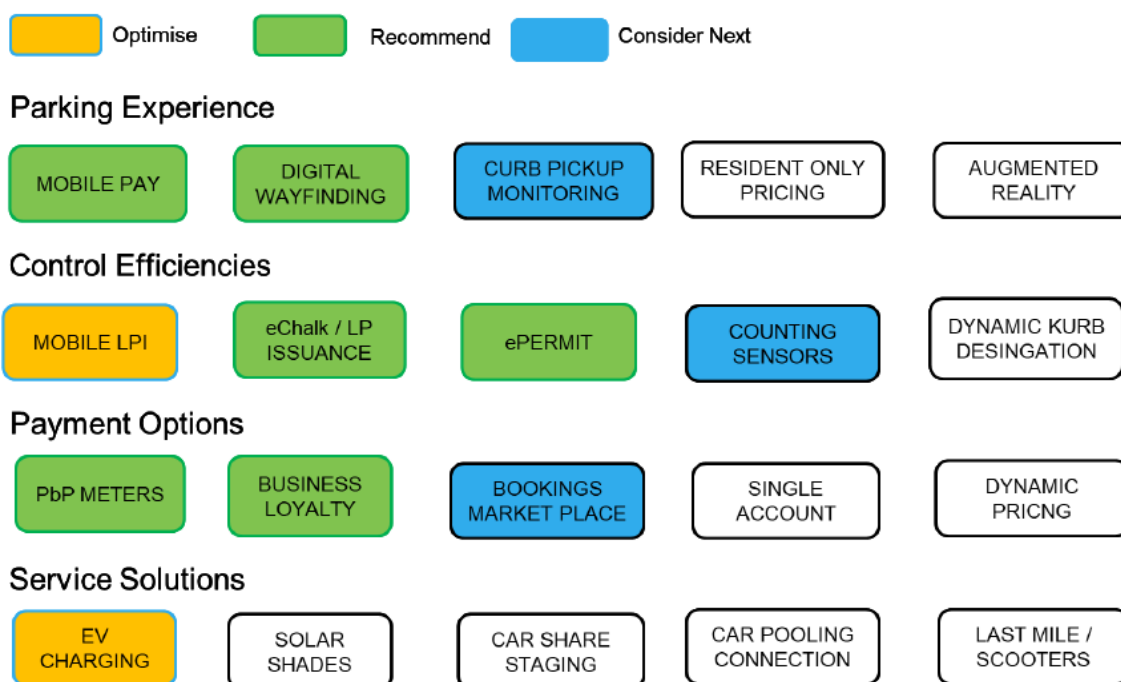 Optimise
Recommend
Consider Next
Parking Experience
MOBILE PAY
DIGITAL
WAYFINDING
CURB PICKUP
MONITORING
RESIDENT ONLY
PRICING
AUGMENTED
REALITY
Control Efficiencies
MOBILE LPI
eChalk / LP
ISSUANCE
ePERMIT
COUNTING
SENSORS
DYNAMIC KURB
DESINGATION
Payment Options
PbP METERS
BUSINESS
LOYALTY
BOOKINGS
MARKET PLACE
SINGLE
ACCOUNT
DYNAMIC
PRICNG
Service Solutions
EV
CHARGING
SOLAR
SHADES
CAR SHARE
STAGING
CAR POOLING
CONNECTION
LAST MILE /
SCOOTERS